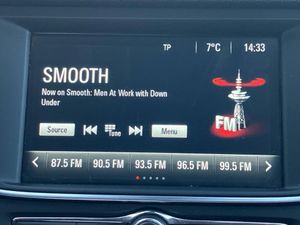 TP 7°C 14:33
SMOOTH
Now on Smooth: Men At Work with Down
Under
FM
Source Tune Menu
87.5 FM 90.5 FM 93.5 FM 96.5 FM 99.5 FM